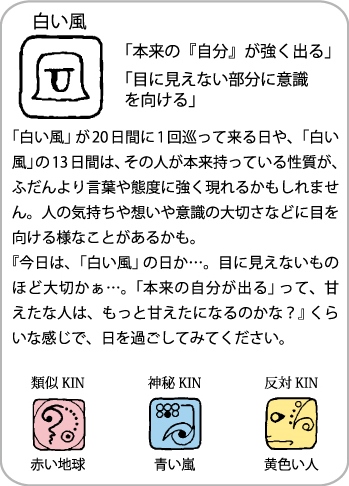 白い風
「本来の『自分』が強く出る」
「目に見えない部分に意識
を向ける」
「白い風」が20日間に1回巡って来る日や、「白い
風」の13日間は、その人が本来持っている性質が、
ふだんより言葉や態度に強く現れるかもしれませ
ん。人の気持ちや想いや意識の大切さなどに目を
向ける様なことがあるかも。
『今日は、「白い風」の日か…。目に見えないもの
ほど大切かぁ…。「本来の自分が出る」って、甘
えたな人は、もっと甘えたになるのかな？』くら
いな感じで、日を過ごしてみてください。
類似 KIN 神秘 KIN 反対 KIN
赤い地球 青い嵐 黄色い人